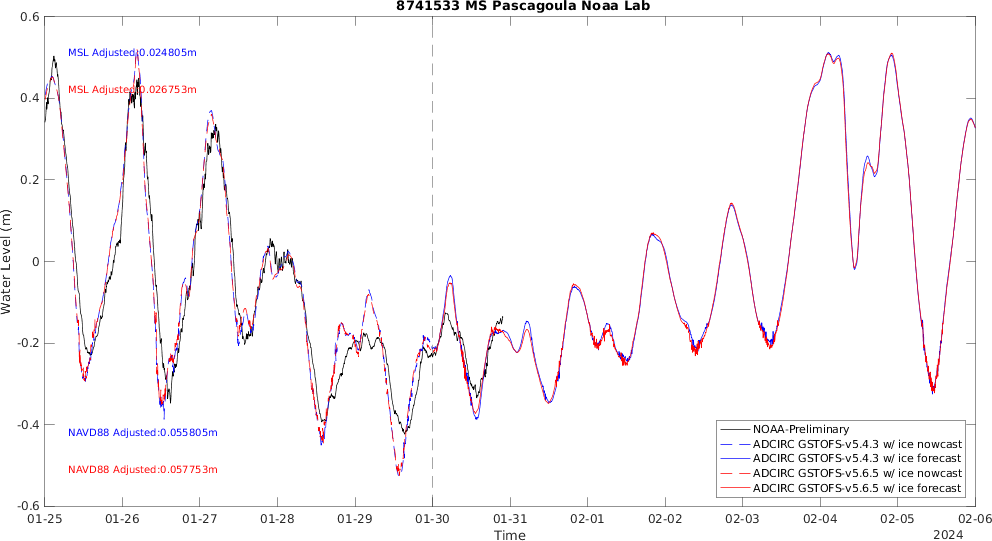 8741533 MS Pascagoula Noaa Lab
0.6
0.4
0.2
0
-0.2
-0.4
-0.6
Water Level (m)
MSL Adjusted:0.024805m
MSL Adjusted:0.026753m
NAVD88 Adjusted:0.055805m
NAVD88 Adjusted:0.057753m
NOAA-Preliminary
ADCIRC GSTOFS-v5.4.3 w/ ice nowcast
ADCIRC GSTOFS-v5.4.3 w/ ice forecast
ADCIRC GSTOFS-v5.6.5 w/ ice nowcast
ADCIRC GSTOFS-v5.6.5 w/ ice forecast
01-25 01-26 01-27 01-28 01-29 01-30 01-31 02-01 02-02 02-03 02-04 02-05 02-06
Time
2024